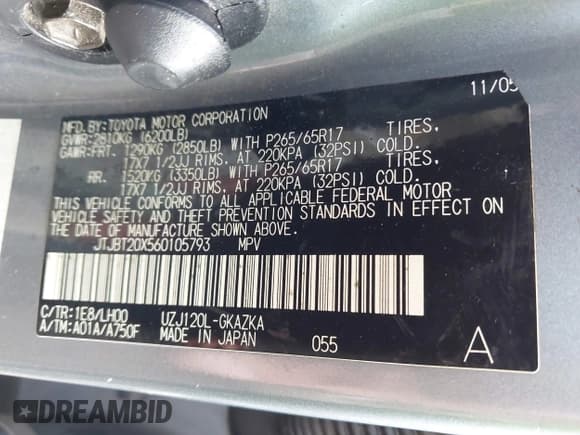 11/05
MFD.BY:TOYOTA MOTOR CORPORATION
GVWR:2810KG (6200LB)
GAWR:FRT. 1290KG (2850LB) WITH P265/65R17 TIRES,
17X7 1/2JJ RIMS. AT 220KPA (32PSI) COLD.
RR. 1520KG (3350LB) WITH P265/65R17 TIRES,
17X7 1/2JJ RIMS, AT 220KPA (32PSI) COLD.
THIS VEHICLE CONFORMS TO ALL APPLICABLE FEDERAL MOTOR
VEHICLE SAFETY AND THEFT PREVENTION STANDARDS IN EFFECT ON
THE DATE OF MANUFACTURE SHOWN ABOVE.
JTJBT20X560105793 MPV
C/TR:1E8/LH00 UZJ120L-GKAZKA
A/TM:A01A/A750F MADE IN JAPAN 055 A
DREAMBID